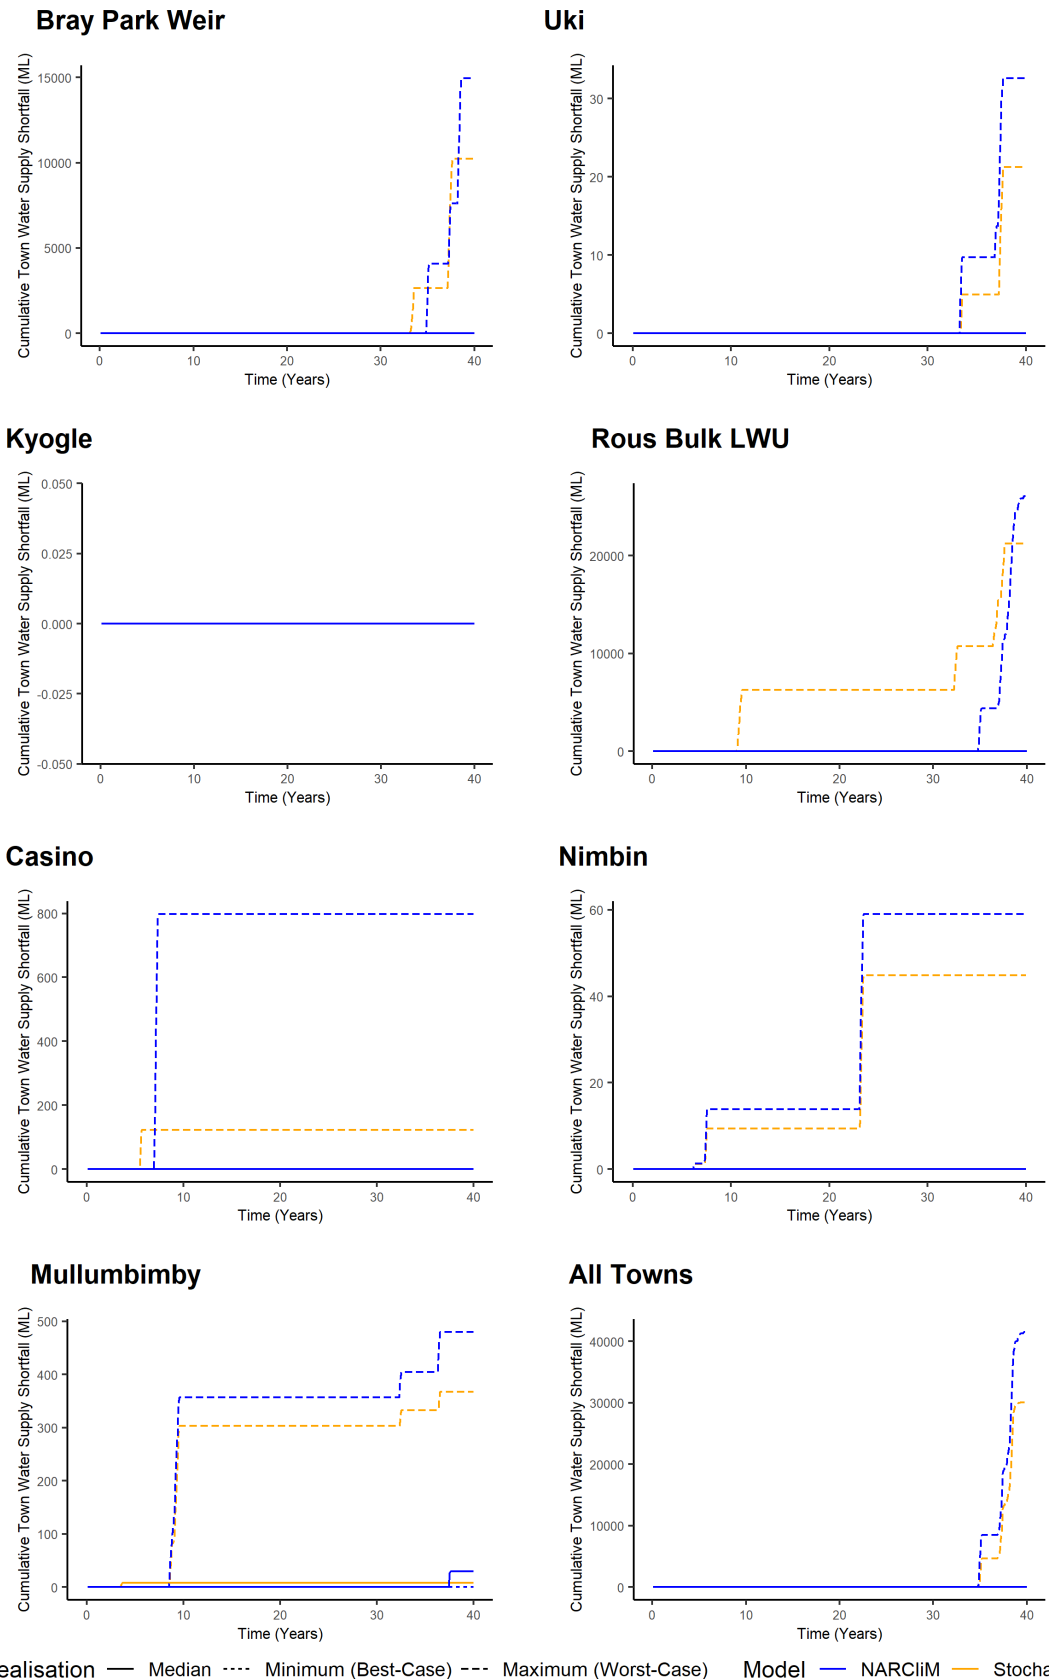 Bray Park Weir
Cumulative Town Water Supply Shortfall (ML)
15000
10000
5000
0
0 10 20 30 40
Time (Years)
Uki
Cumulative Town Water Supply Shortfall (ML)
30
20
10
0
0 10 20 30 40
Time (Years)
Kyogle
Cumulative Town Water Supply Shortfall (ML)
0.050
0.025
0.000
-0.025
-0.050
0 10 20 30 40
Time (Years)
Rous Bulk LWU
Cumulative Town Water Supply Shortfall (ML)
20000
10000
0
0 10 20 30 40
Time (Years)
Casino
Cumulative Town Water Supply Shortfall (ML)
800
600
400
200
0
0 10 20 30 40
Time (Years)
Nimbin
Cumulative Town Water Supply Shortfall (ML)
60
40
20
0
0 10 20 30 40
Time (Years)
Mullumbimby
Cumulative Town Water Supply Shortfall (ML)
500
400
300
200
100
0
0 10 20 30 40
Time (Years)
All Towns
Cumulative Town Water Supply Shortfall (ML)
40000
30000
20000
10000
0
0 10 20 30 40
Time (Years)
ealisation Median Minimum (Best-Case) Maximum (Worst-Case) Model NARCliM Stocha